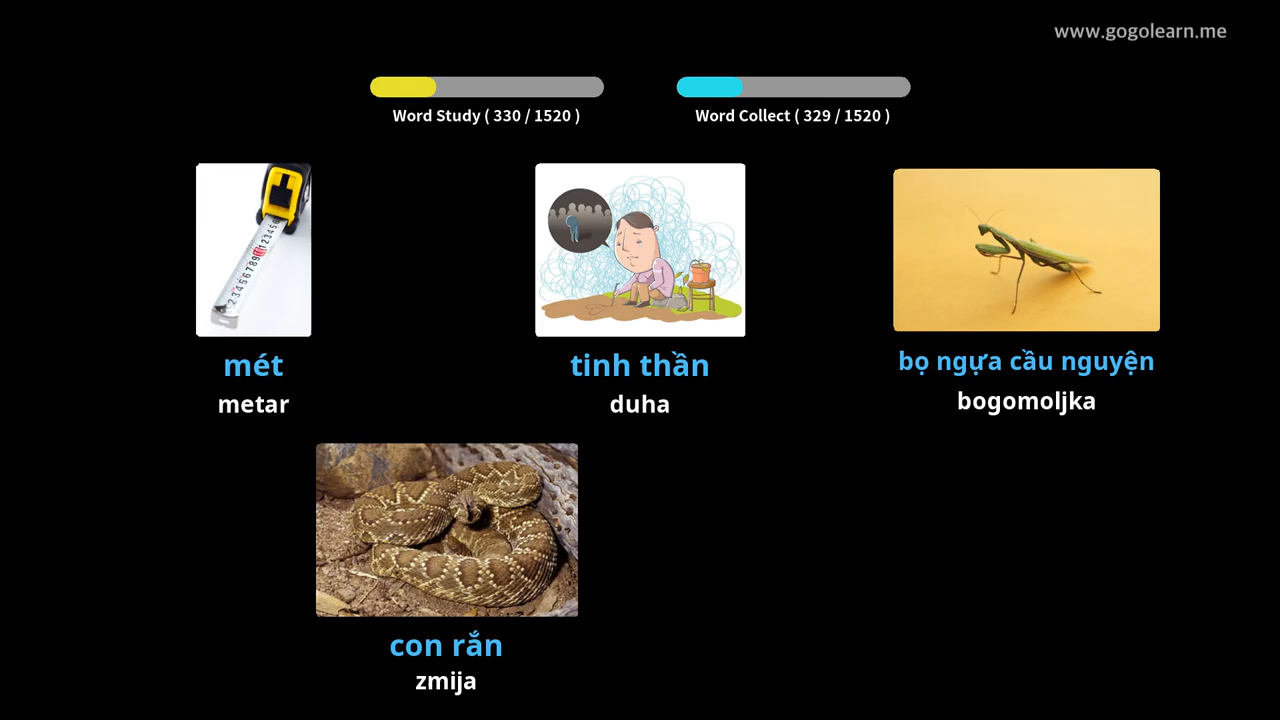 www.gogolearn.me
Word Study ( 330 / 1520 )
Word Collect ( 329 / 1520 )
mét
metar
tinh thần
duha
bọ ngựa cầu nguyện
bogomoljka
con rắn
zmija